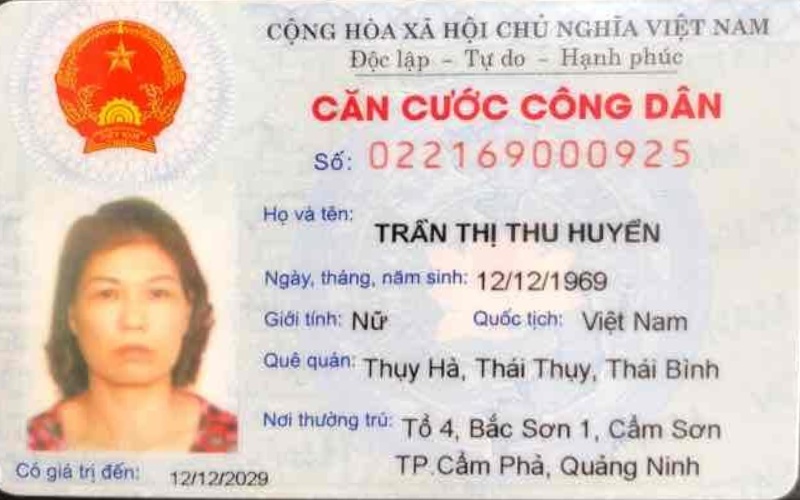 CỘNG HÒA XÃ HỘI CHỦ NGHĨA VIỆT NAM
Độc lập - Tự do - Hạnh phúc
CĂN CƯỚC CÔNG DÂN
Số: 022169000925
Họ và tên: TRẦN THỊ THU HUYỀN
Ngày, tháng, năm sinh: 12/12/1969
Giới tính: Nữ Quốc tịch: Việt Nam
Quê quán: Thụy Hà, Thái Thụy, Thái Bình
Nơi thường trú: Tổ 4, Bắc Sơn 1, Cẩm Sơn
TP.Cẩm Phả, Quảng Ninh
Có giá trị đến: 12/12/2029